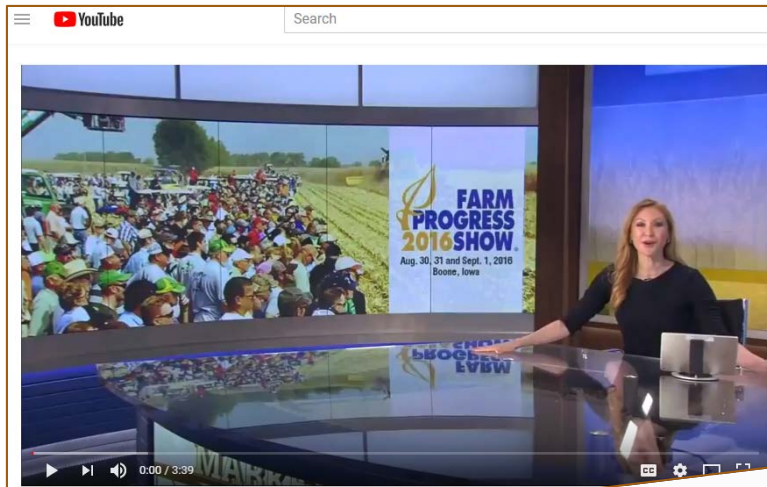 YouTube
Search
FARM
PROGRESS
2016 SHOW
Aug. 30, 31 and Sept. 1, 2016
Boone, Iowa
0:00 / 3:39
CC